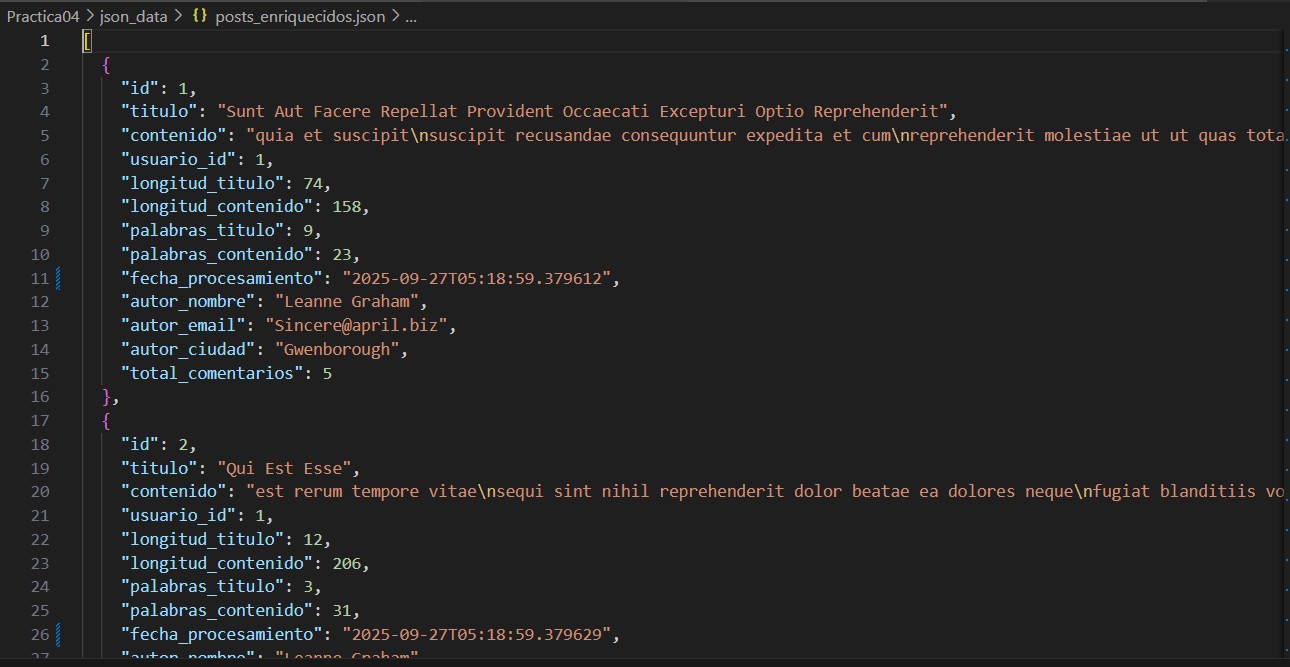 Practica04 > json_data > {} posts_enriquecidos.json > ...
1 [
2 {
3 "id": 1,
4 "titulo": "Sunt Aut Facere Repellat Provident Occaecati Excepturi Optio Reprehenderit",
5 "contenido": "quia et suscipit\nsuscipit recusandae consequuntur expedita et cum\nreprehenderit molestiae ut ut quas tota
6 "usuario_id": 1,
7 "longitud_titulo": 74,
8 "longitud_contenido": 158,
9 "palabras_titulo": 9,
10 "palabras_contenido": 23,
11 "fecha_procesamiento": "2025-09-27T05:18:59.379612",
12 "autor_nombre": "Leanne Graham",
13 "autor_email": "Sincere@april.biz",
14 "autor_ciudad": "Gwenborough",
15 "total_comentarios": 5
16 },
17 {
18 "id": 2,
19 "titulo": "Qui Est Esse",
20 "contenido": "est rerum tempore vitae\nsequi sint nihil reprehenderit dolor beatae ea dolores neque\nfugiat blanditiis vo
21 "usuario_id": 1,
22 "longitud_titulo": 12,
23 "longitud_contenido": 206,
24 "palabras_titulo": 3,
25 "palabras_contenido": 31,
26 "fecha_procesamiento": "2025-09-27T05:18:59.379629",
27 "autor_nombre": "Leanne Graham"